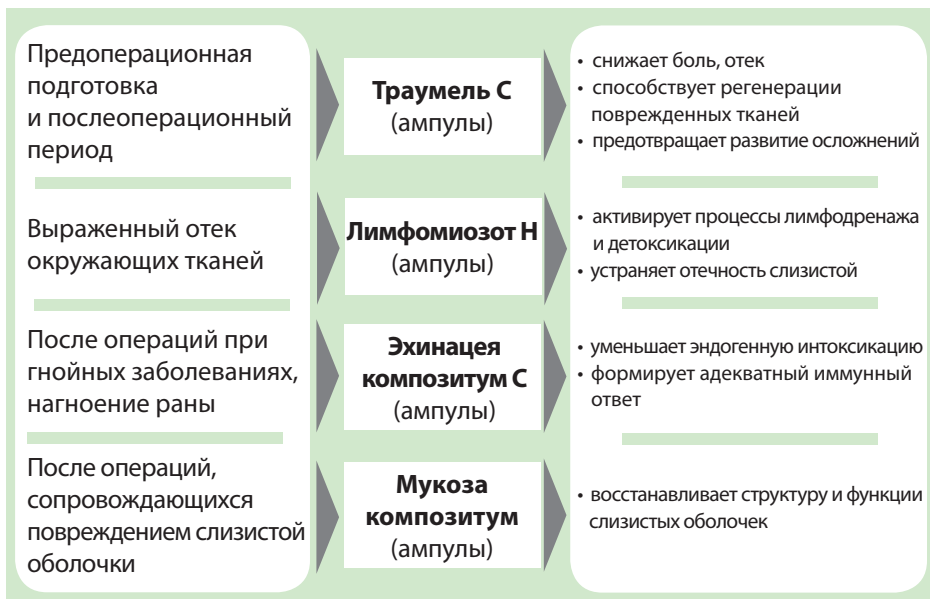 Предоперационная
подготовка
и послеоперационный
период
Траумель С
(ампулы)
• снижает боль, отек
• способствует регенерации
поврежденных тканей
• предотвращает развитие осложнений
Выраженный отек
окружающих тканей
Лимфомиозот Н
(ампулы)
• активирует процессы лимфодренажа
и детоксикации
• устраняет отечность слизистой
После операций при
гнойных заболеваниях,
нагноение раны
Эхинацея
композитум С
(ампулы)
• уменьшает эндогенную интоксикацию
• формирует адекватный иммунный
ответ
После операций,
сопровождающихся
повреждением слизистой
оболочки
Мукоза
композитум
(ампулы)
• восстанавливает структуру и функции
слизистых оболочек